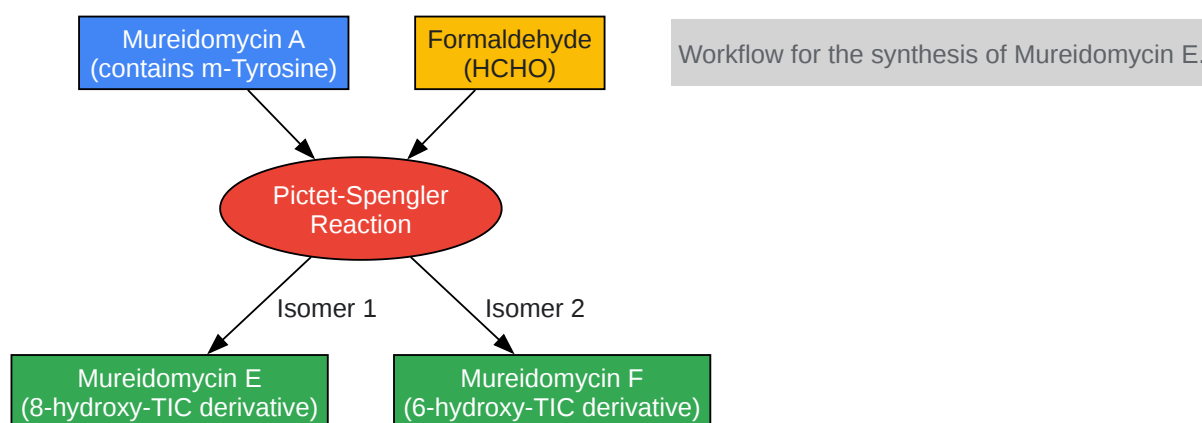 Mureidomycin A
(contains m-Tyrosine)
Formaldehyde
(HCHO)
Workflow for the synthesis of Mureidomycin E.
Pictet-Spengler
Reaction
Isomer 1
Isomer 2
Mureidomycin E
(8-hydroxy-TIC derivative)
Mureidomycin F
(6-hydroxy-TIC derivative)